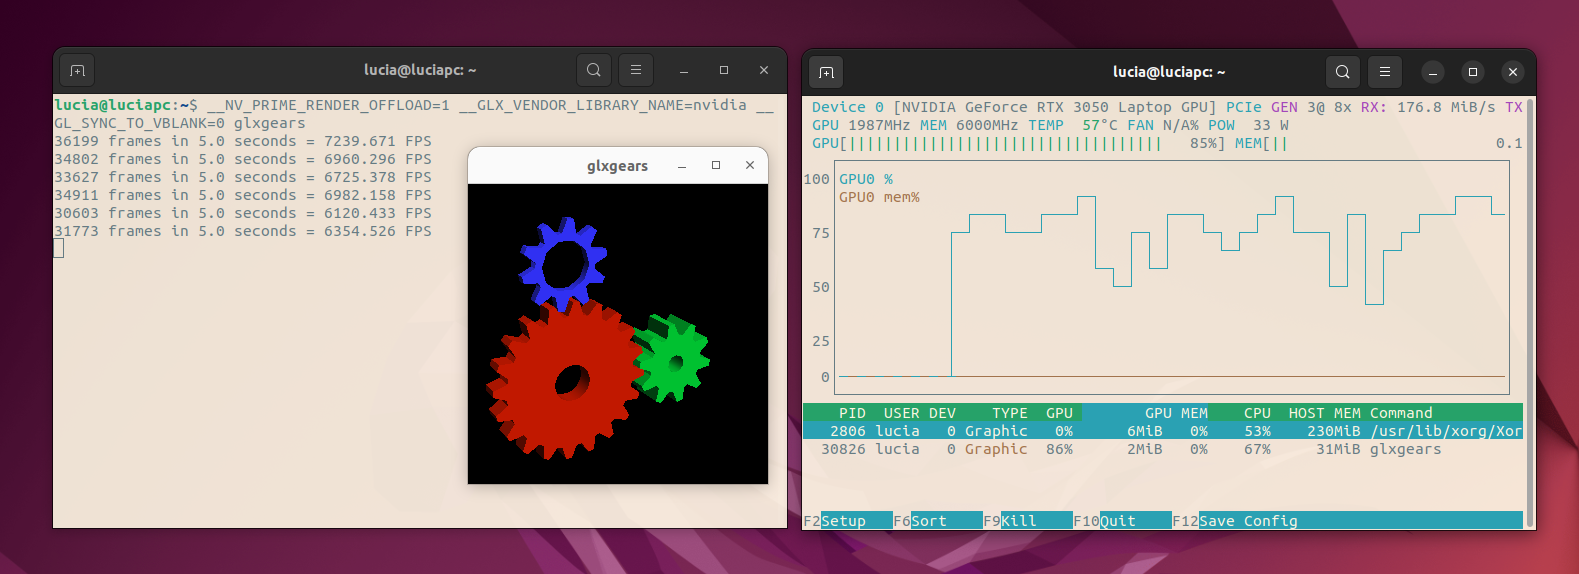 lucia@luciapc: ~
lucia@luciapc:~$ __NV_PRIME_RENDER_OFFLOAD=1 __GLX_VENDOR_LIBRARY_NAME=nvidia __
GL_SYNC_TO_VBLANK=0 glxgears
36199 frames in 5.0 seconds = 7239.671 FPS
34802 frames in 5.0 seconds = 6960.296 FPS
33627 frames in 5.0 seconds = 6725.378 FPS
34911 frames in 5.0 seconds = 6982.158 FPS
30603 frames in 5.0 seconds = 6120.433 FPS
31773 frames in 5.0 seconds = 6354.526 FPS
glxgears
lucia@luciapc: ~
Device 0 [NVIDIA GeForce RTX 3050 Laptop GPU] PCIe GEN 3@ 8x RX: 176.8 MiB/s TX
GPU 1987MHz MEM 6000MHz TEMP  57°C FAN N/A% POW  33 W
GPU[|||||||||||||||||||||||||||||||||||   85%] MEM[||                       0.1
100
GPU0 %
GPU0 mem%
75
50
25
0
PID  USER DEV    TYPE  GPU        GPU MEM    CPU  HOST MEM Command
2806 lucia   0 Graphic   0%      6MiB   0%    53%    230MiB /usr/lib/xorg/Xor
30826 lucia   0 Graphic  86%      2MiB   0%    67%     31MiB glxgears
F2Setup   F6Sort    F9Kill    F10Quit    F12Save Config